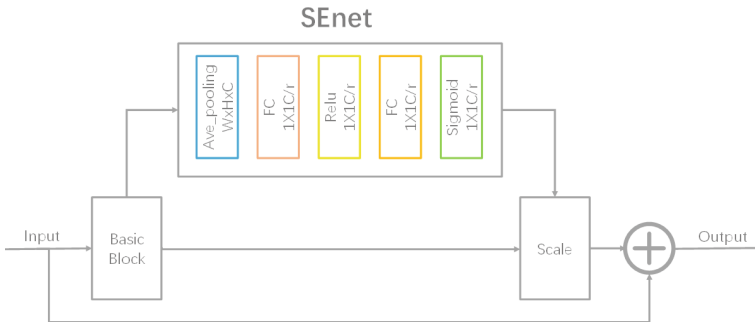 SEnet
Ave_pooling
WxHxC
FC
1X1C/r
Relu
1X1C/r
FC
1X1C/r
Sigmoid
1X1C/r
Input
Basic
Block
Scale
Output